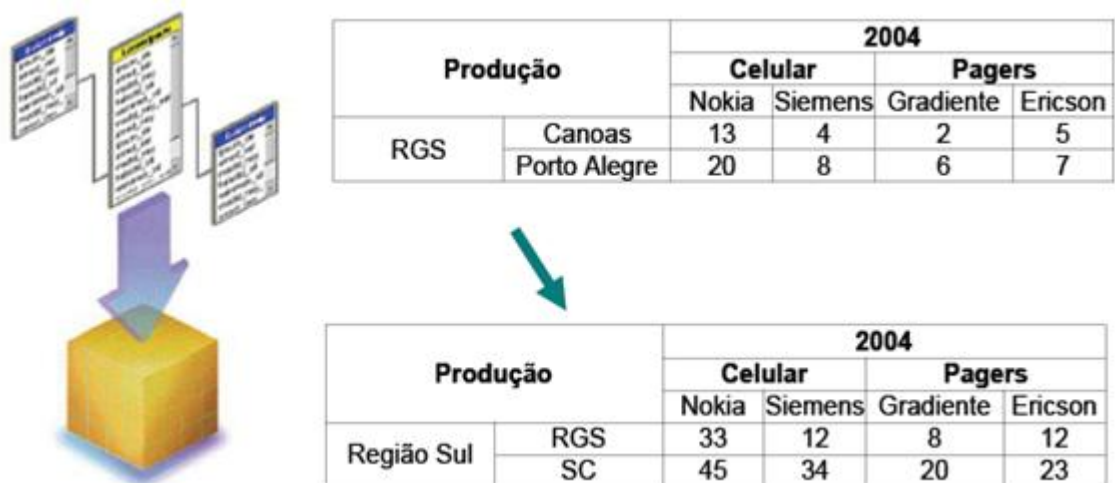 Produção 2004
Celular Pagers
Nokia Siemens Gradiente Ericson
RGS Canoas 13 4 2 5
Porto Alegre 20 8 6 7
Produção 2004
Celular Pagers
Nokia Siemens Gradiente Ericson
Região Sul RGS 33 12 8 12
SC 45 34 20 23